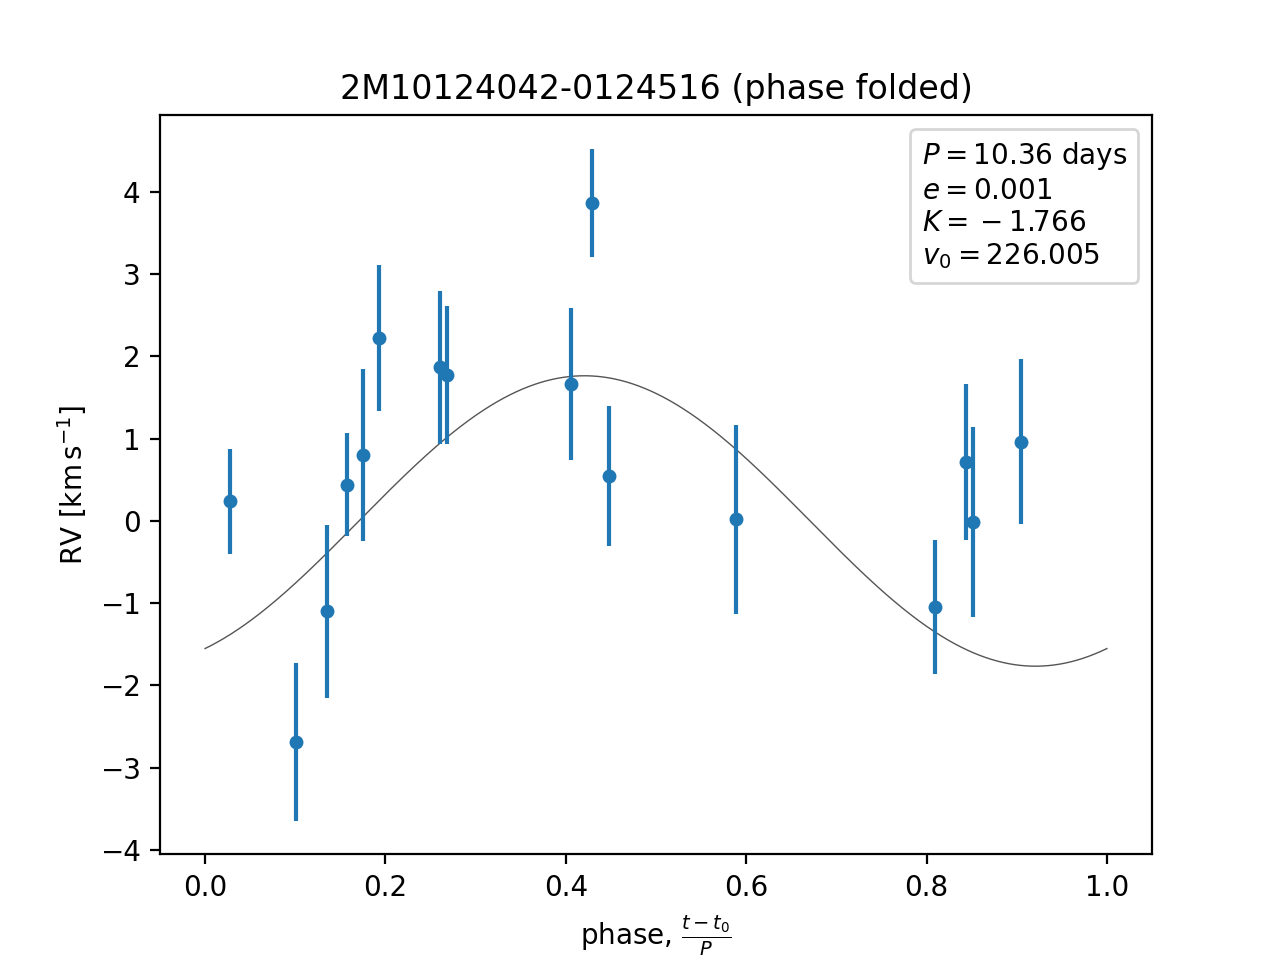 2M10124042-0124516 (phase folded)
P = 10.36 days
e = 0.001
K = −1.766
v₀ = 226.005
RV [km s⁻¹]
4
3
2
1
0
−1
−2
−3
−4
0.0 0.2 0.4 0.6 0.8 1.0
phase, (t − t₀)/P